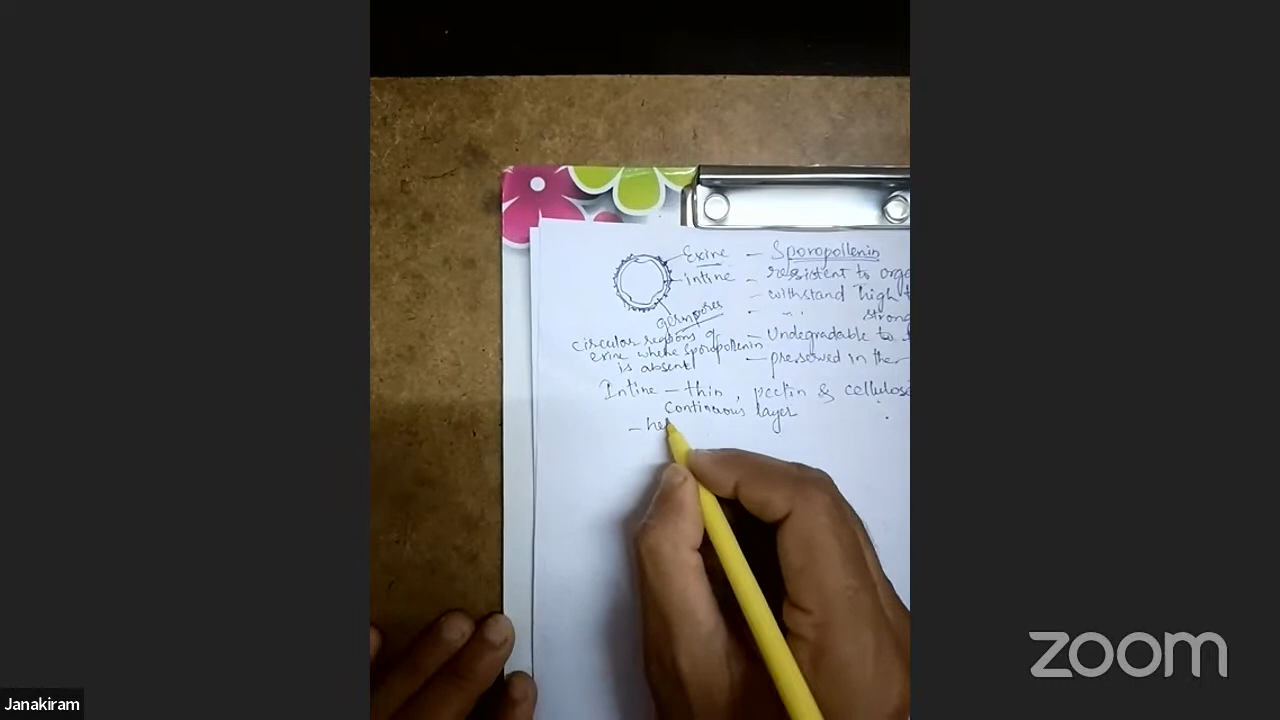 Exine - Sporopollenin
intine - resistent to orga
- withstand high t
germpores - " strong
circular regions of - Undegradable to
exine where sporopollenin - preserved in the
is absent
Intine - thin, pectin & cellulose
continuous layer
- he
zoom
Janakiram